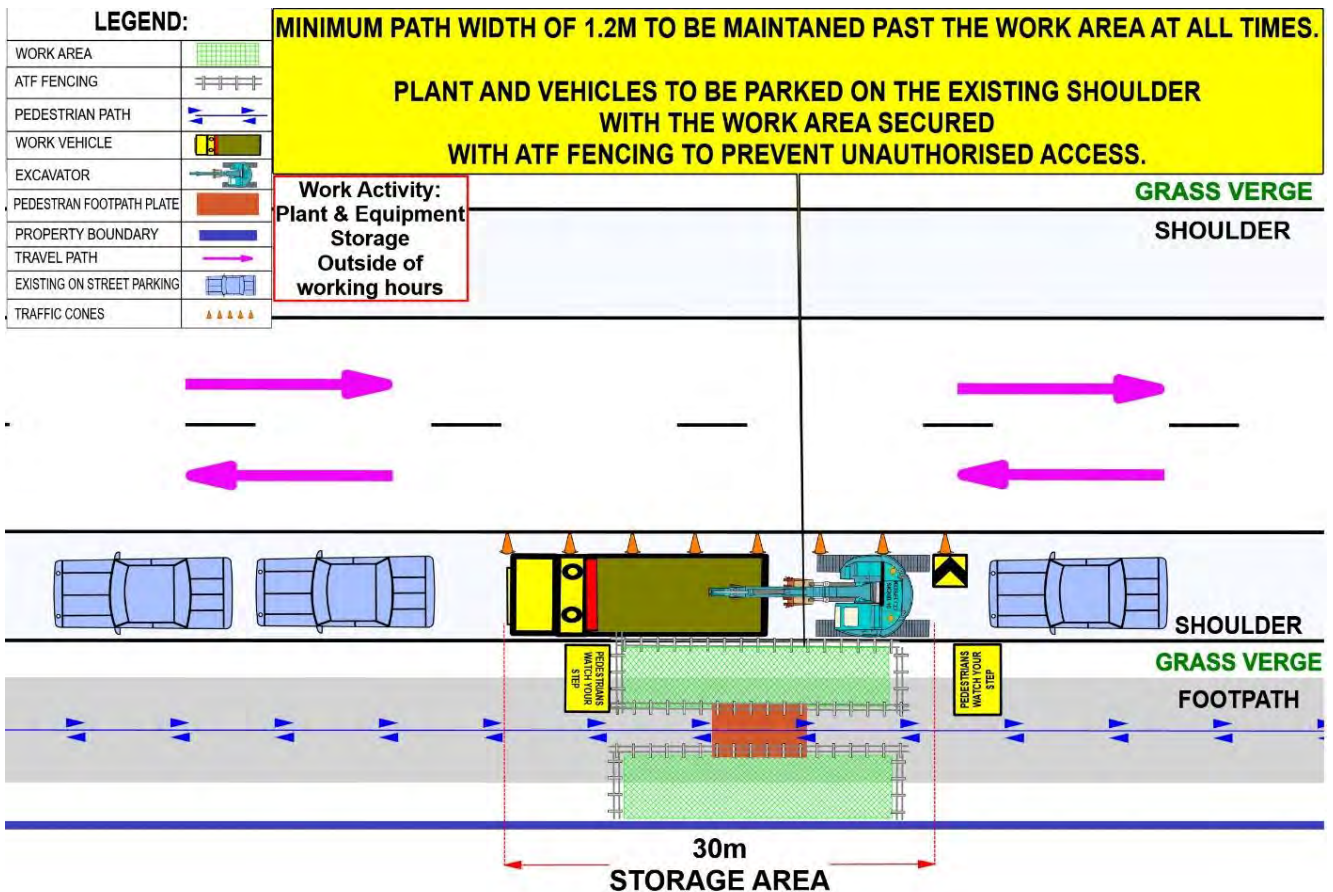 LEGEND:
WORK AREA
ATF FENCING
PEDESTRIAN PATH
WORK VEHICLE
EXCAVATOR
PEDESTRAN FOOTPATH PLATE
PROPERTY BOUNDARY
TRAVEL PATH
EXISTING ON STREET PARKING
TRAFFIC CONES
MINIMUM PATH WIDTH OF 1.2M TO BE MAINTANED PAST THE WORK AREA AT ALL TIMES.
PLANT AND VEHICLES TO BE PARKED ON THE EXISTING SHOULDER
WITH THE WORK AREA SECURED
WITH ATF FENCING TO PREVENT UNAUTHORISED ACCESS.
Work Activity:
Plant & Equipment
Storage
Outside of
working hours
GRASS VERGE
SHOULDER
SHOULDER
GRASS VERGE
FOOTPATH
PEDESTRIANS
WATCH YOUR
STEP
PEDESTRIANS
WATCH YOUR
STEP
30m
STORAGE AREA